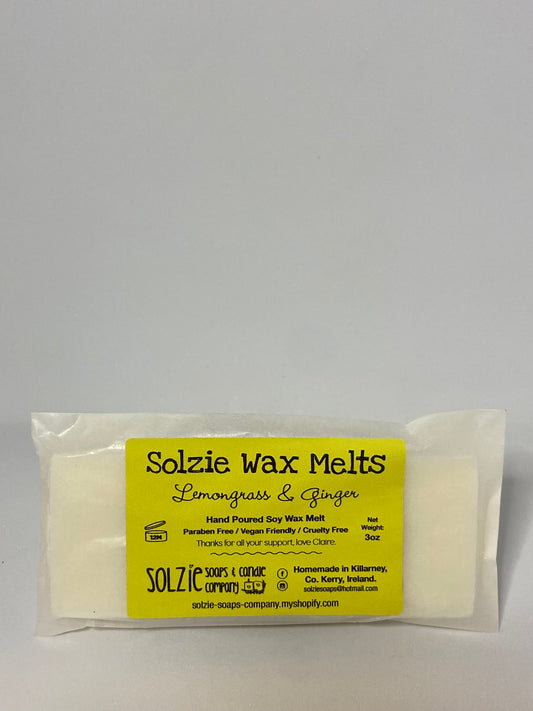 Solzie Wax Melts
Lemongrass & Ginger
Hand Poured Soy Wax Melt
Paraben Free / Vegan Friendly / Cruelty Free
Thanks for all your support, love Claire.
12M
Net
Weight:
3oz
SOLZiE SOAPS & CANDLE
COMPANY
Homemade in Killarney,
Co. Kerry, Ireland.
solziesoaps@hotmail.com
solzie-soaps-company.myshopify.com